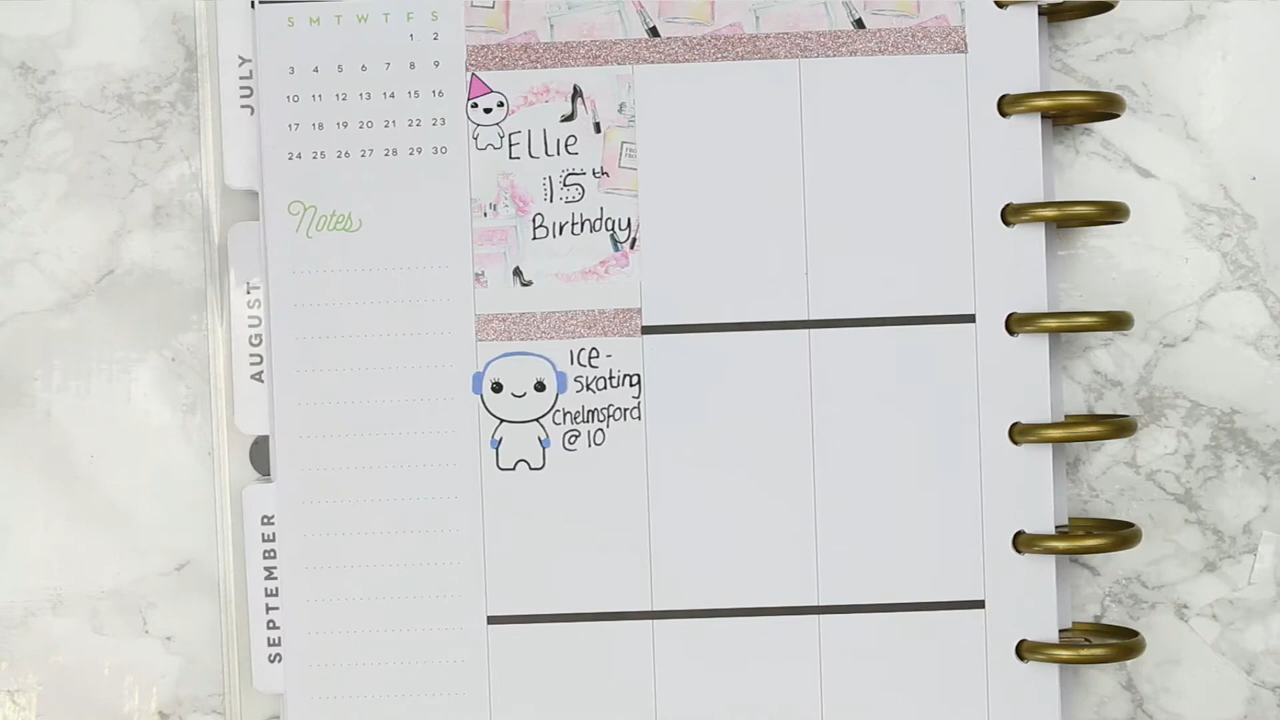 JULY
AUGUST
SEPTEMBER
S M T W T F S
1 2
3 4 5 6 7 8 9
10 11 12 13 14 15 16
17 18 19 20 21 22 23
24 25 26 27 28 29 30
Notes
Ellie
15th
Birthday
Ice-
skating
Chelmsford
@ 10